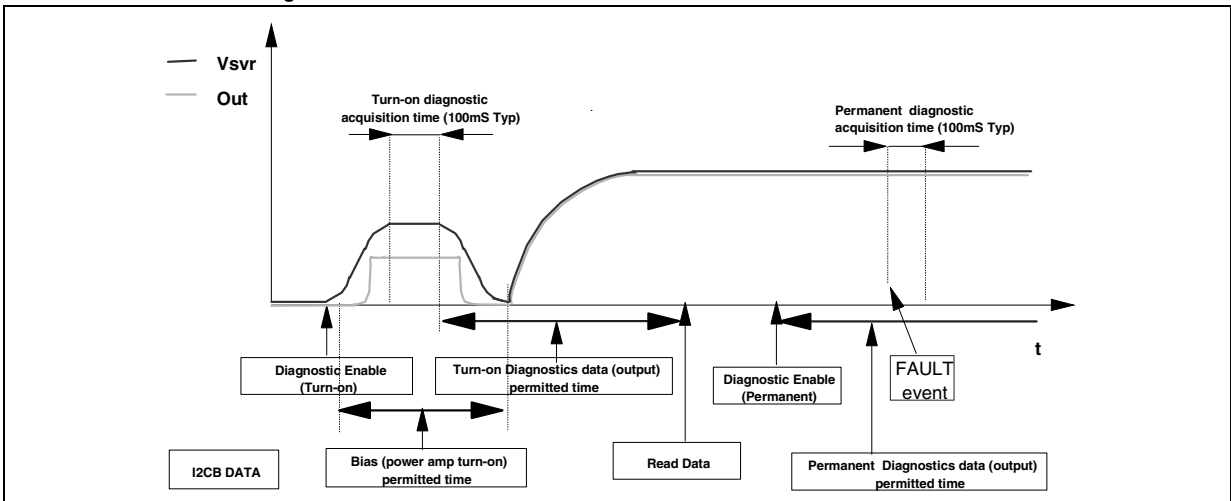 Vsvr
Out
Turn-on diagnostic
acquisition time (100mS Typ)
Permanent diagnostic
acquisition time (100mS Typ)
t
Diagnostic Enable
(Turn-on)
Turn-on Diagnostics data (output)
permitted time
Diagnostic Enable
(Permanent)
FAULT
event
I2CB DATA
Bias (power amp turn-on)
permitted time
Read Data
Permanent Diagnostics data (output)
permitted time